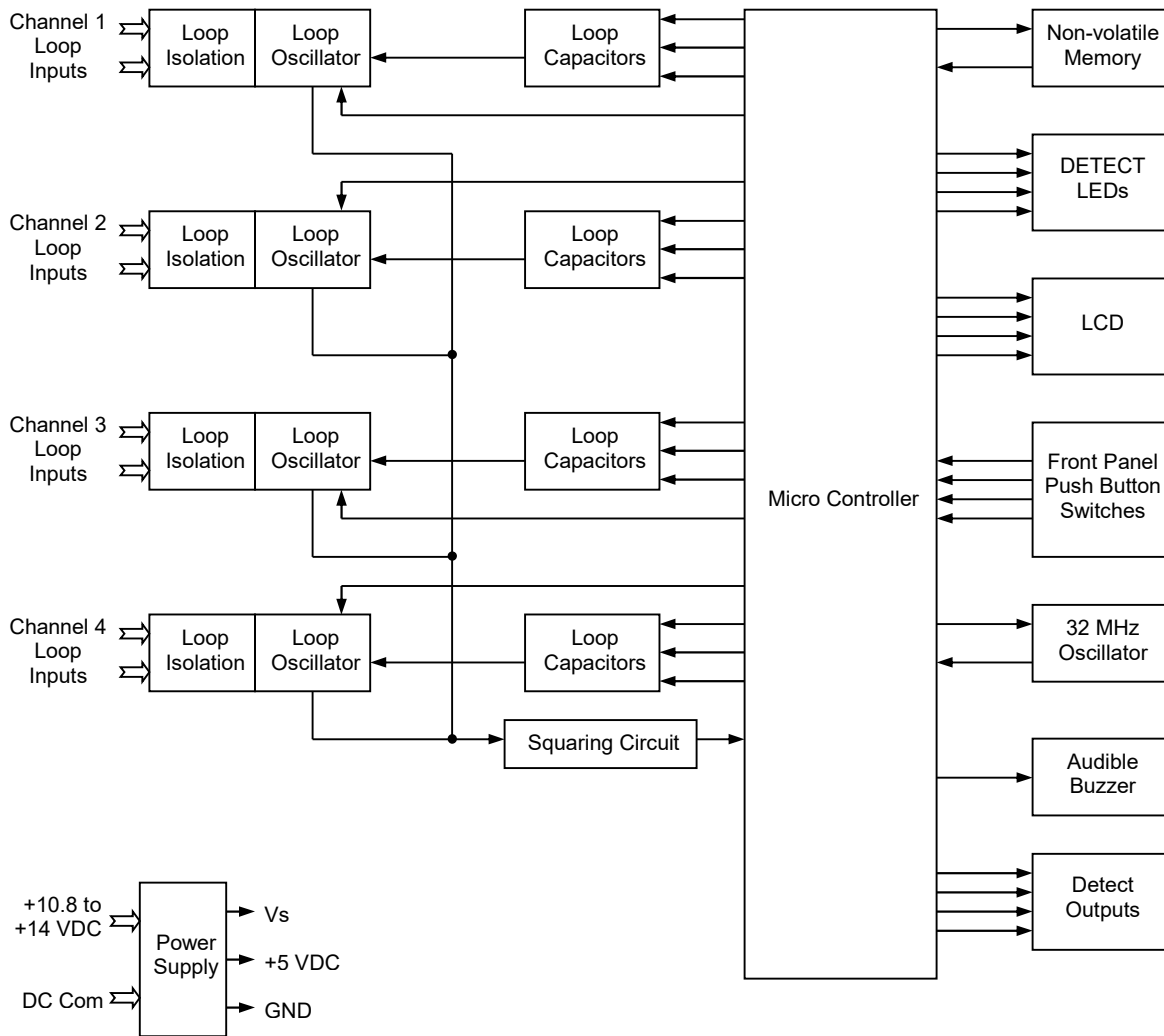 Channel 1
Loop
Inputs
Loop
Isolation
Loop
Oscillator
Loop
Capacitors
Non-volatile
Memory
DETECT
LEDs
Channel 2
Loop
Inputs
Loop
Isolation
Loop
Oscillator
Loop
Capacitors
LCD
Channel 3
Loop
Inputs
Loop
Isolation
Loop
Oscillator
Loop
Capacitors
Micro Controller
Front Panel
Push Button
Switches
Channel 4
Loop
Inputs
Loop
Isolation
Loop
Oscillator
Loop
Capacitors
32 MHz
Oscillator
Squaring Circuit
Audible
Buzzer
Detect
Outputs
+10.8 to
+14 VDC
DC Com
Power
Supply
Vs
+5 VDC
GND